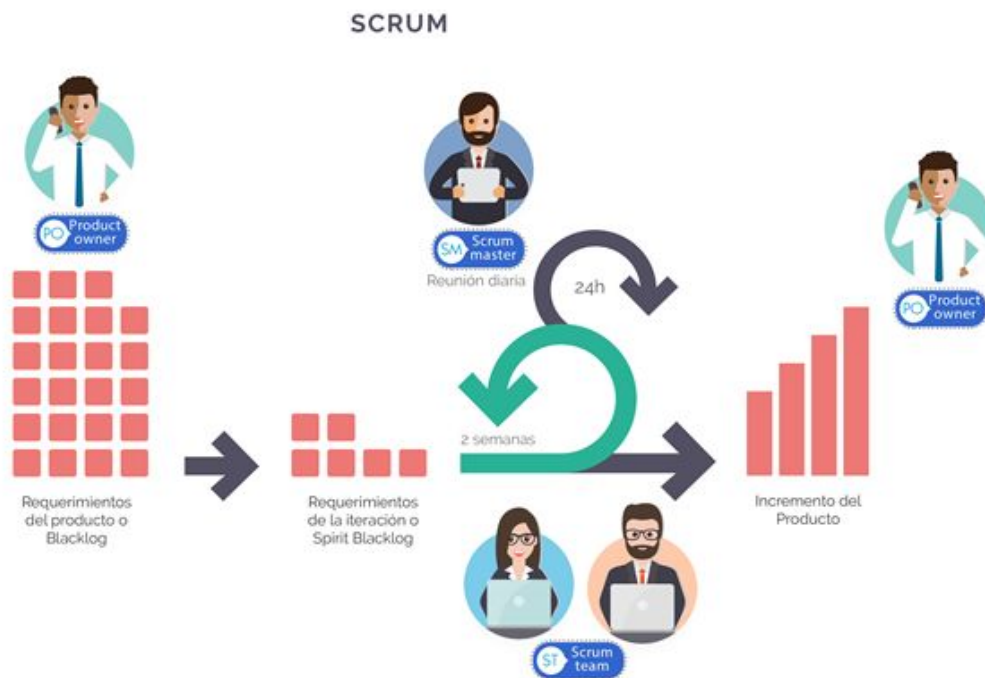 SCRUM
PO Product
owner
SM Scrum
master
Reunión diaria
24h
PO Product
owner
2 semanas
Requerimientos
del producto o
Blacklog
Requerimientos
de la iteración o
Spirit Blacklog
Incremento del
Producto
ST Scrum
team